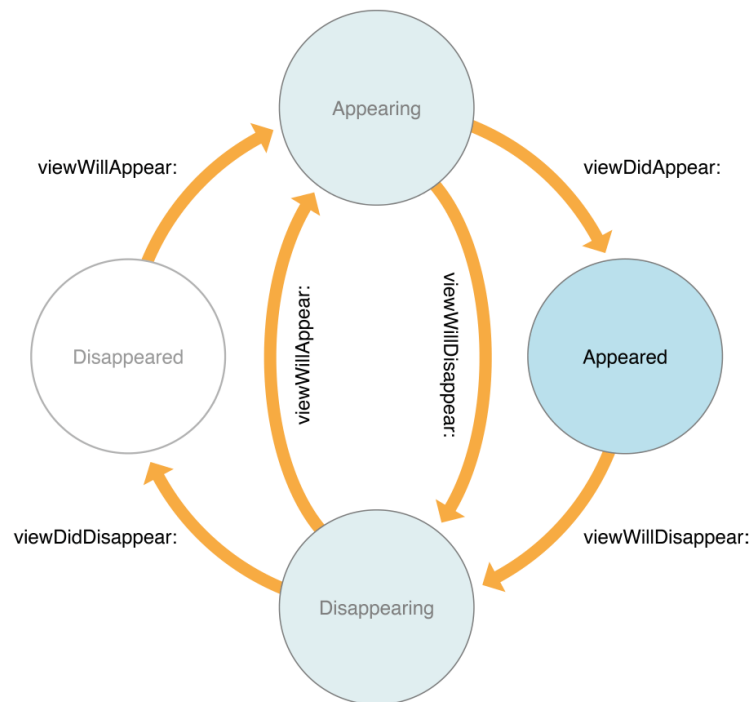 Appearing
viewWillAppear:
viewDidAppear:
viewWillAppear:
viewWillDisappear:
Disappeared
Appeared
viewDidDisappear:
viewWillDisappear:
Disappearing